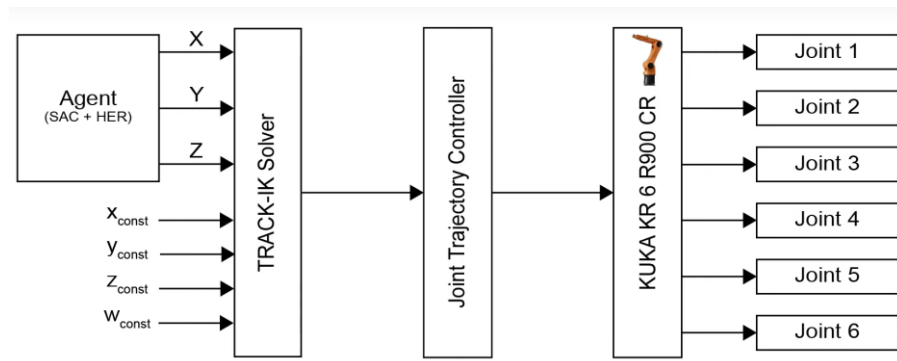 Agent
(SAC + HER)
X
Y
Z
xconst
yconst
zconst
wconst
TRACK-IK Solver
Joint Trajectory Controller
KUKA KR 6 R900 CR
Joint 1
Joint 2
Joint 3
Joint 4
Joint 5
Joint 6